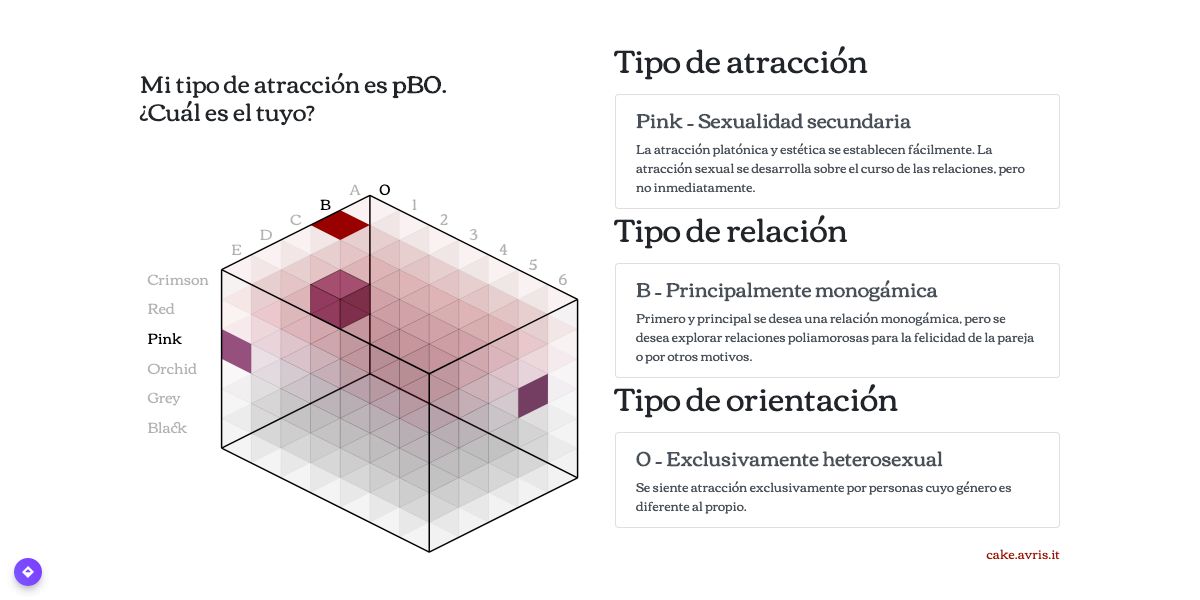 Mi tipo de atracción es pB0.
¿Cuál es el tuyo?
A 0
B 1
C 2
D 3
E 4
5
6
Crimson
Red
Pink
Orchid
Grey
Black
Tipo de atracción
Pink - Sexualidad secundaria
La atracción platónica y estética se establecen fácilmente. La
atracción sexual se desarrolla sobre el curso de las relaciones, pero
no inmediatamente.
Tipo de relación
B - Principalmente monogámica
Primero y principal se desea una relación monogámica, pero se
desea explorar relaciones poliamorosas para la felicidad de la pareja
o por otros motivos.
Tipo de orientación
0 - Exclusivamente heterosexual
Se siente atracción exclusivamente por personas cuyo género es
diferente al propio.
cake.avris.it